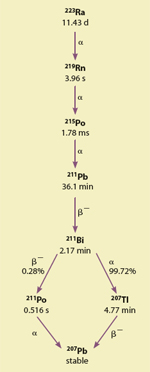 ²²³Ra
11.43 d
α
²¹⁹Rn
3.96 s
α
²¹⁵Po
1.78 ms
α
²¹¹Pb
36.1 min
β⁻
²¹¹Bi
2.17 min
β⁻ α
0.28% 99.72%
²¹¹Po ²⁰⁷Tl
0.516 s 4.77 min
α β⁻
²⁰⁷Pb
stable